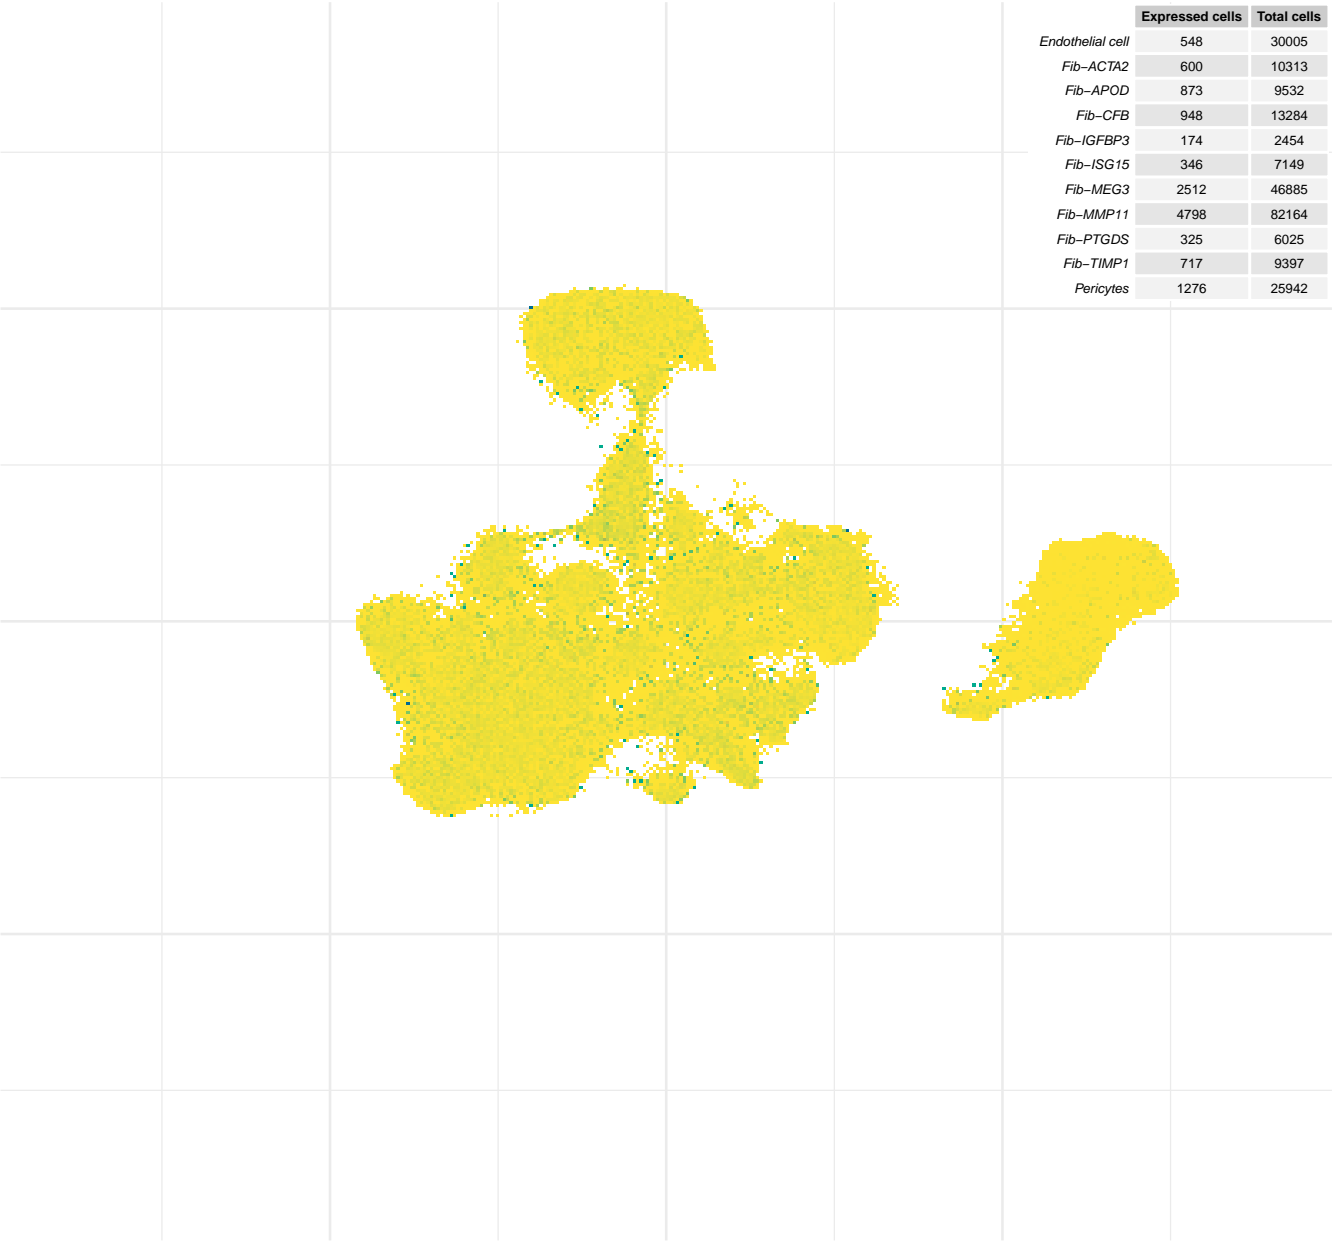 Expressed cells Total cells
Endothelial cell 548 30005
Fib−ACTA2 600 10313
Fib−APOD 873 9532
Fib−CFB 948 13284
Fib−IGFBP3 174 2454
Fib−ISG15 346 7149
Fib−MEG3 2512 46885
Fib−MMP11 4798 82164
Fib−PTGDS 325 6025
Fib−TIMP1 717 9397
Pericytes 1276 25942